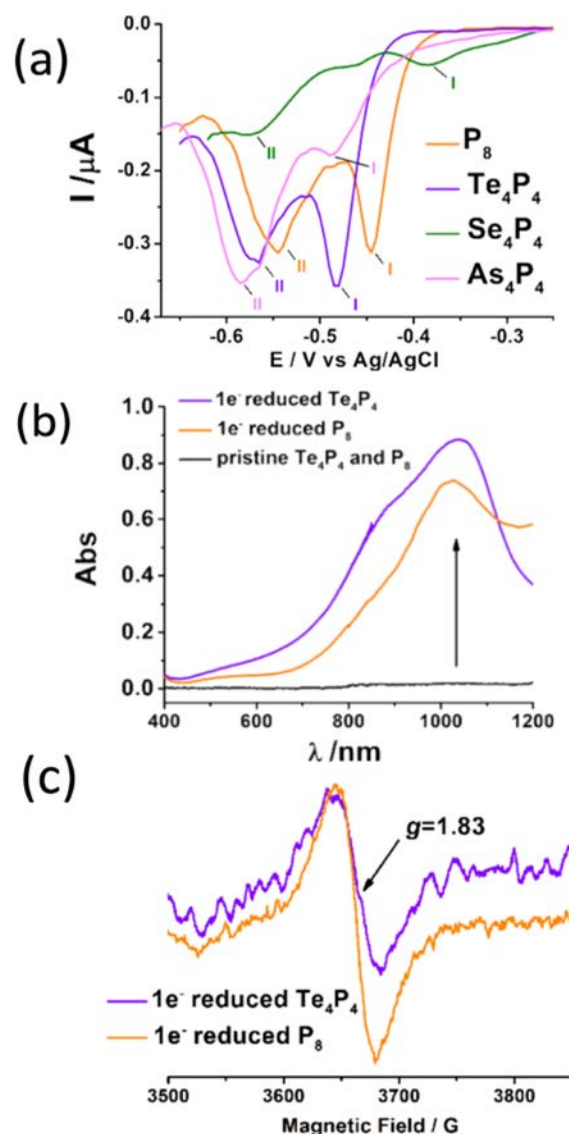 (a)
0.0
-0.1
-0.2
-0.3
-0.4
I /μA
I
II
I
II
II
II
I
I
P₈
Te₄P₄
Se₄P₄
As₄P₄
-0.6 -0.5 -0.4 -0.3
E / V vs Ag/AgCl
(b)
1.0
0.8
0.6
0.4
0.2
0.0
Abs
1e⁻ reduced Te₄P₄
1e⁻ reduced P₈
pristine Te₄P₄ and P₈
400 600 800 1000 1200
λ /nm
(c)
g=1.83
1e⁻ reduced Te₄P₄
1e⁻ reduced P₈
3500 3600 3700 3800
Magnetic Field / G